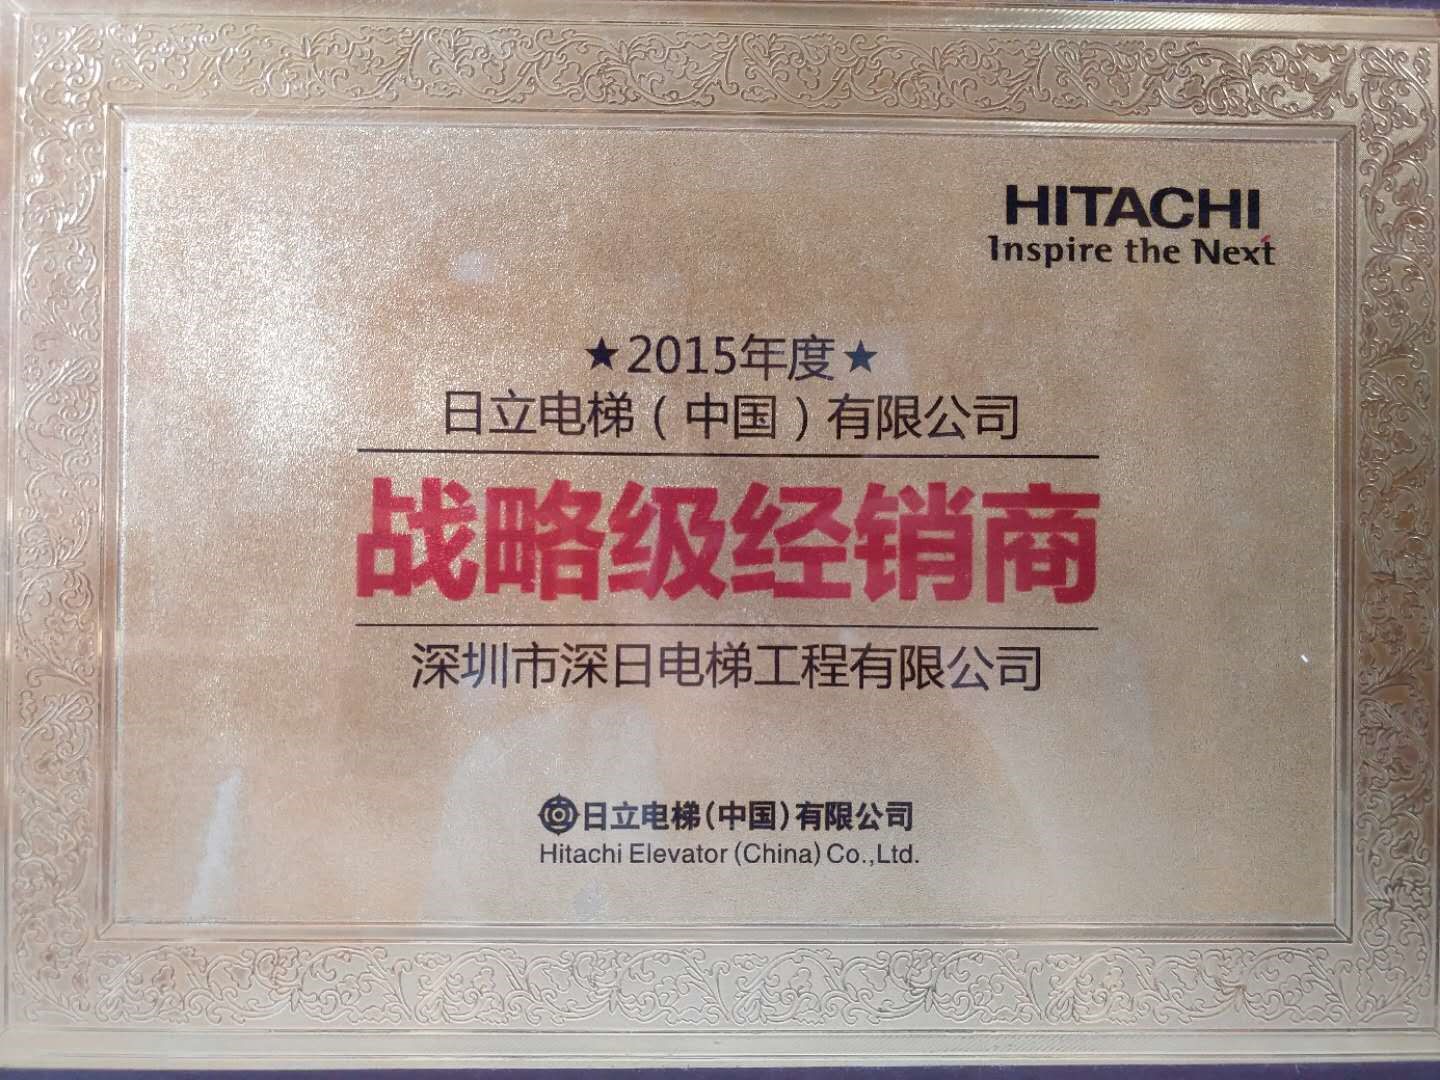 HITACHI
Inspire the Next
★2015年度★
日立电梯（中国）有限公司
战略级经销商
深圳市深日电梯工程有限公司
日立电梯(中国)有限公司
Hitachi Elevator (China) Co.,Ltd.